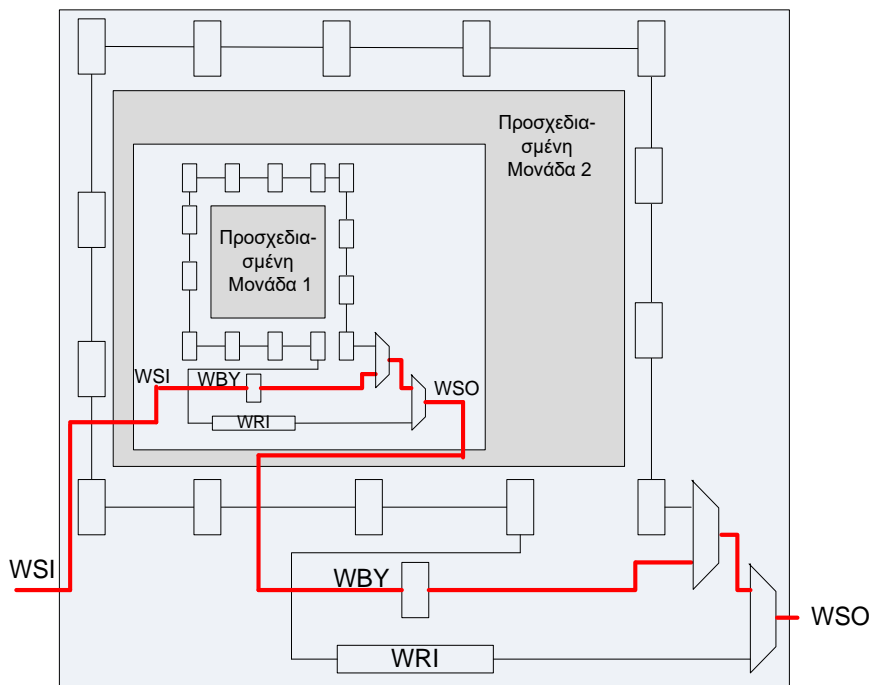 Προσχεδια-
σμένη
Μονάδα 2
Προσχεδια-
σμένη
Μονάδα 1
WSI
WBY
WSO
WRI
WSI
WBY
WSO
WRI